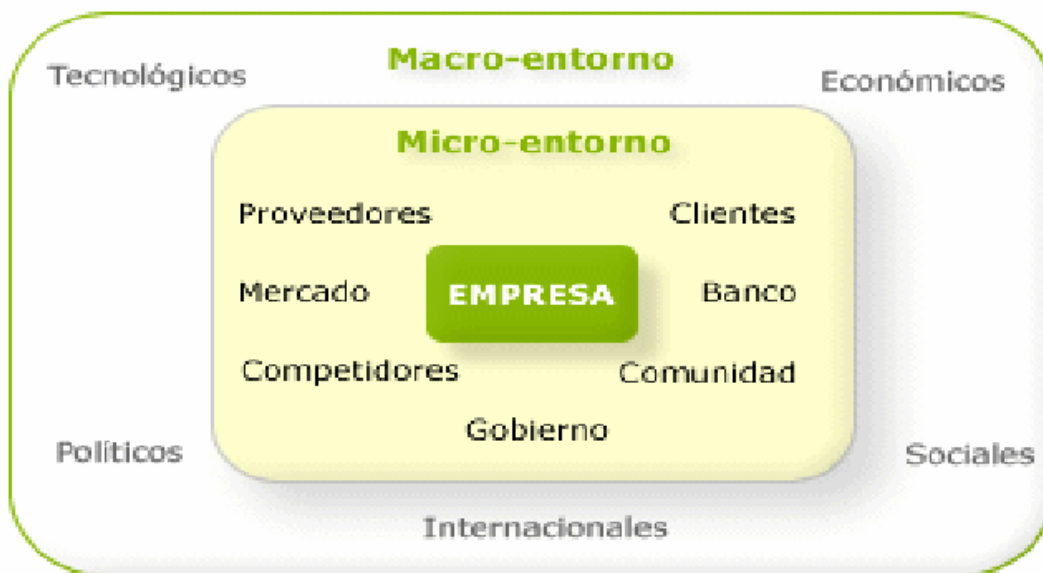 Macro-entorno
Tecnológicos
Económicos
Micro-entorno
Proveedores
Clientes
Mercado
EMPRESA
Banco
Competidores
Comunidad
Gobierno
Políticos
Sociales
Internacionales